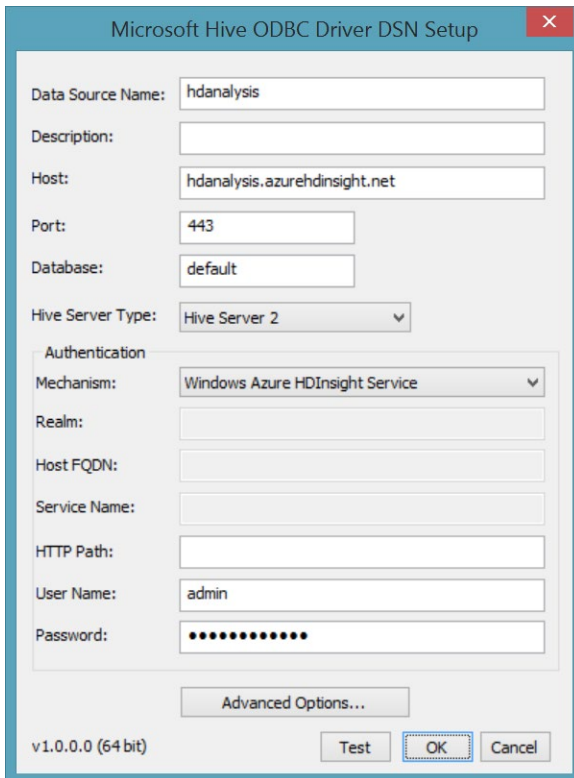 Microsoft Hive ODBC Driver DSN Setup
Data Source Name: hdanalysis
Description:
Host: hdanalysis.azurehdinsight.net
Port: 443
Database: default
Hive Server Type: Hive Server 2
Authentication
Mechanism: Windows Azure HDInsight Service
Realm:
Host FQDN:
Service Name:
HTTP Path:
User Name: admin
Password: ●●●●●●●●●●●●
Advanced Options...
v1.0.0.0 (64 bit) Test OK Cancel